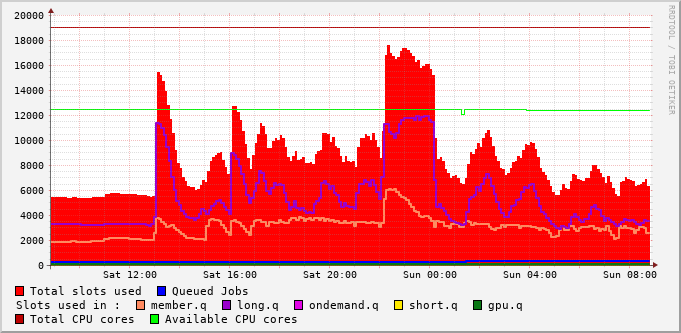 20000
18000
16000
14000
12000
10000
8000
6000
4000
2000
0
Sat 12:00 Sat 16:00 Sat 20:00 Sun 00:00 Sun 04:00 Sun 08:00
RRDTOOL / TOBI OETIKER
Total slots used Queued Jobs
Slots used in : member.q long.q ondemand.q short.q gpu.q
Total CPU cores Available CPU cores